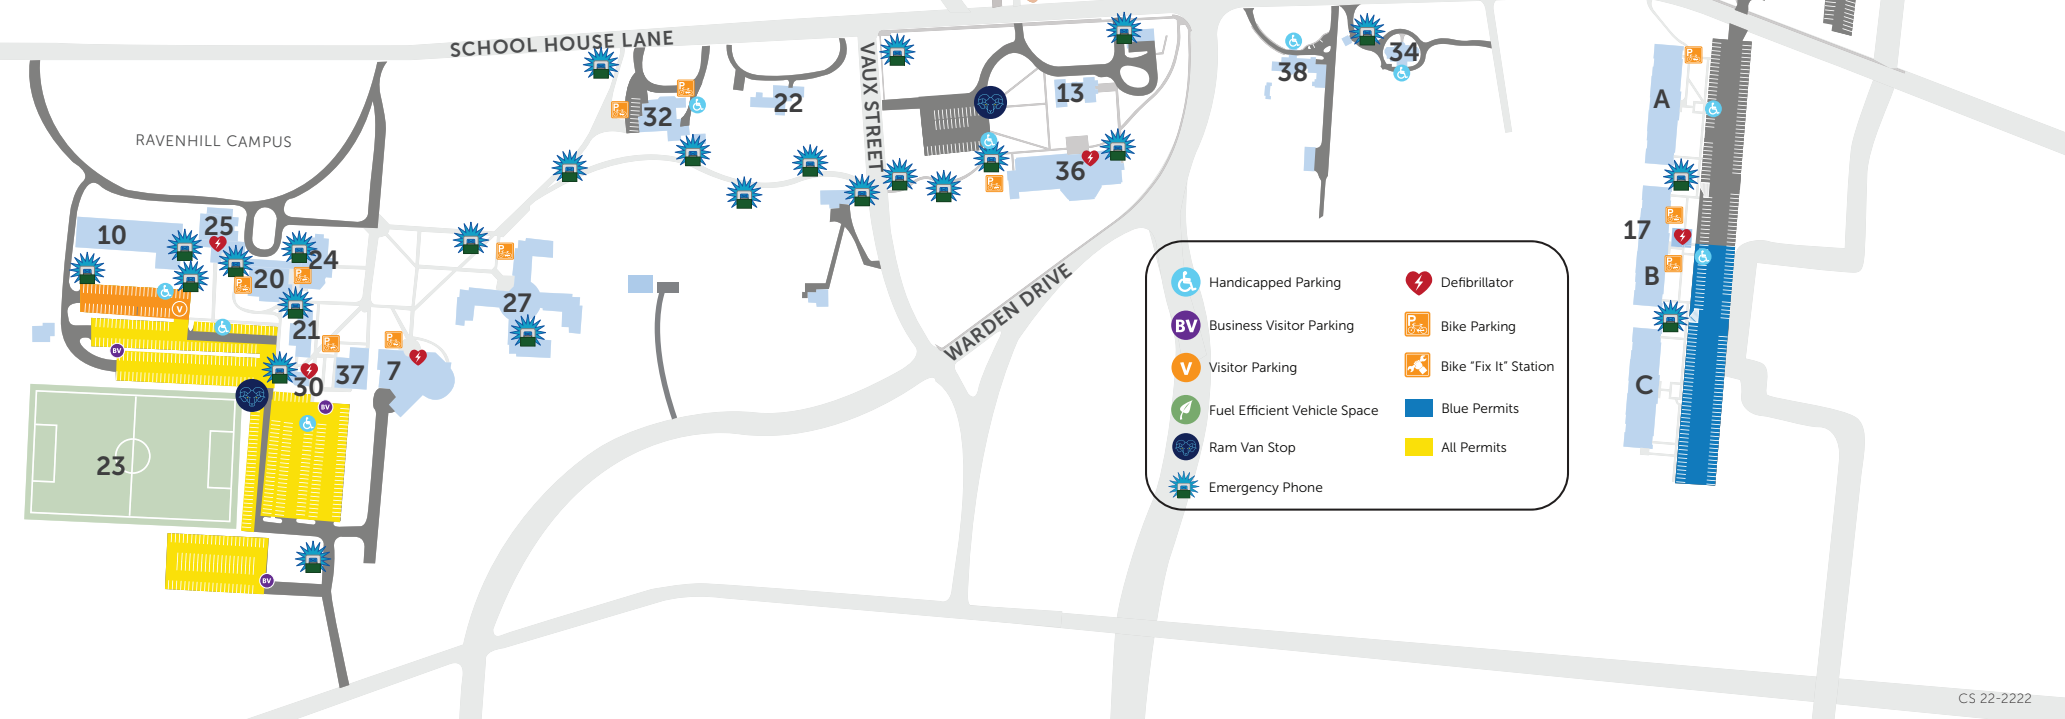 SCHOOL HOUSE LANE
VAUX STREET
RAVENHILL CAMPUS
WARDEN DRIVE
10
25
24
20
21
30
37
7
23
27
32
22
13
36
38
34
A
17
B
C
V
BV
BV
BV
P
P
P
P
P
P
P
P
P
P
P
P
Handicapped Parking
BV Business Visitor Parking
V Visitor Parking
Fuel Efficient Vehicle Space
Ram Van Stop
Emergency Phone
Defibrillator
P Bike Parking
Bike “Fix It” Station
Blue Permits
All Permits
CS 22-2222